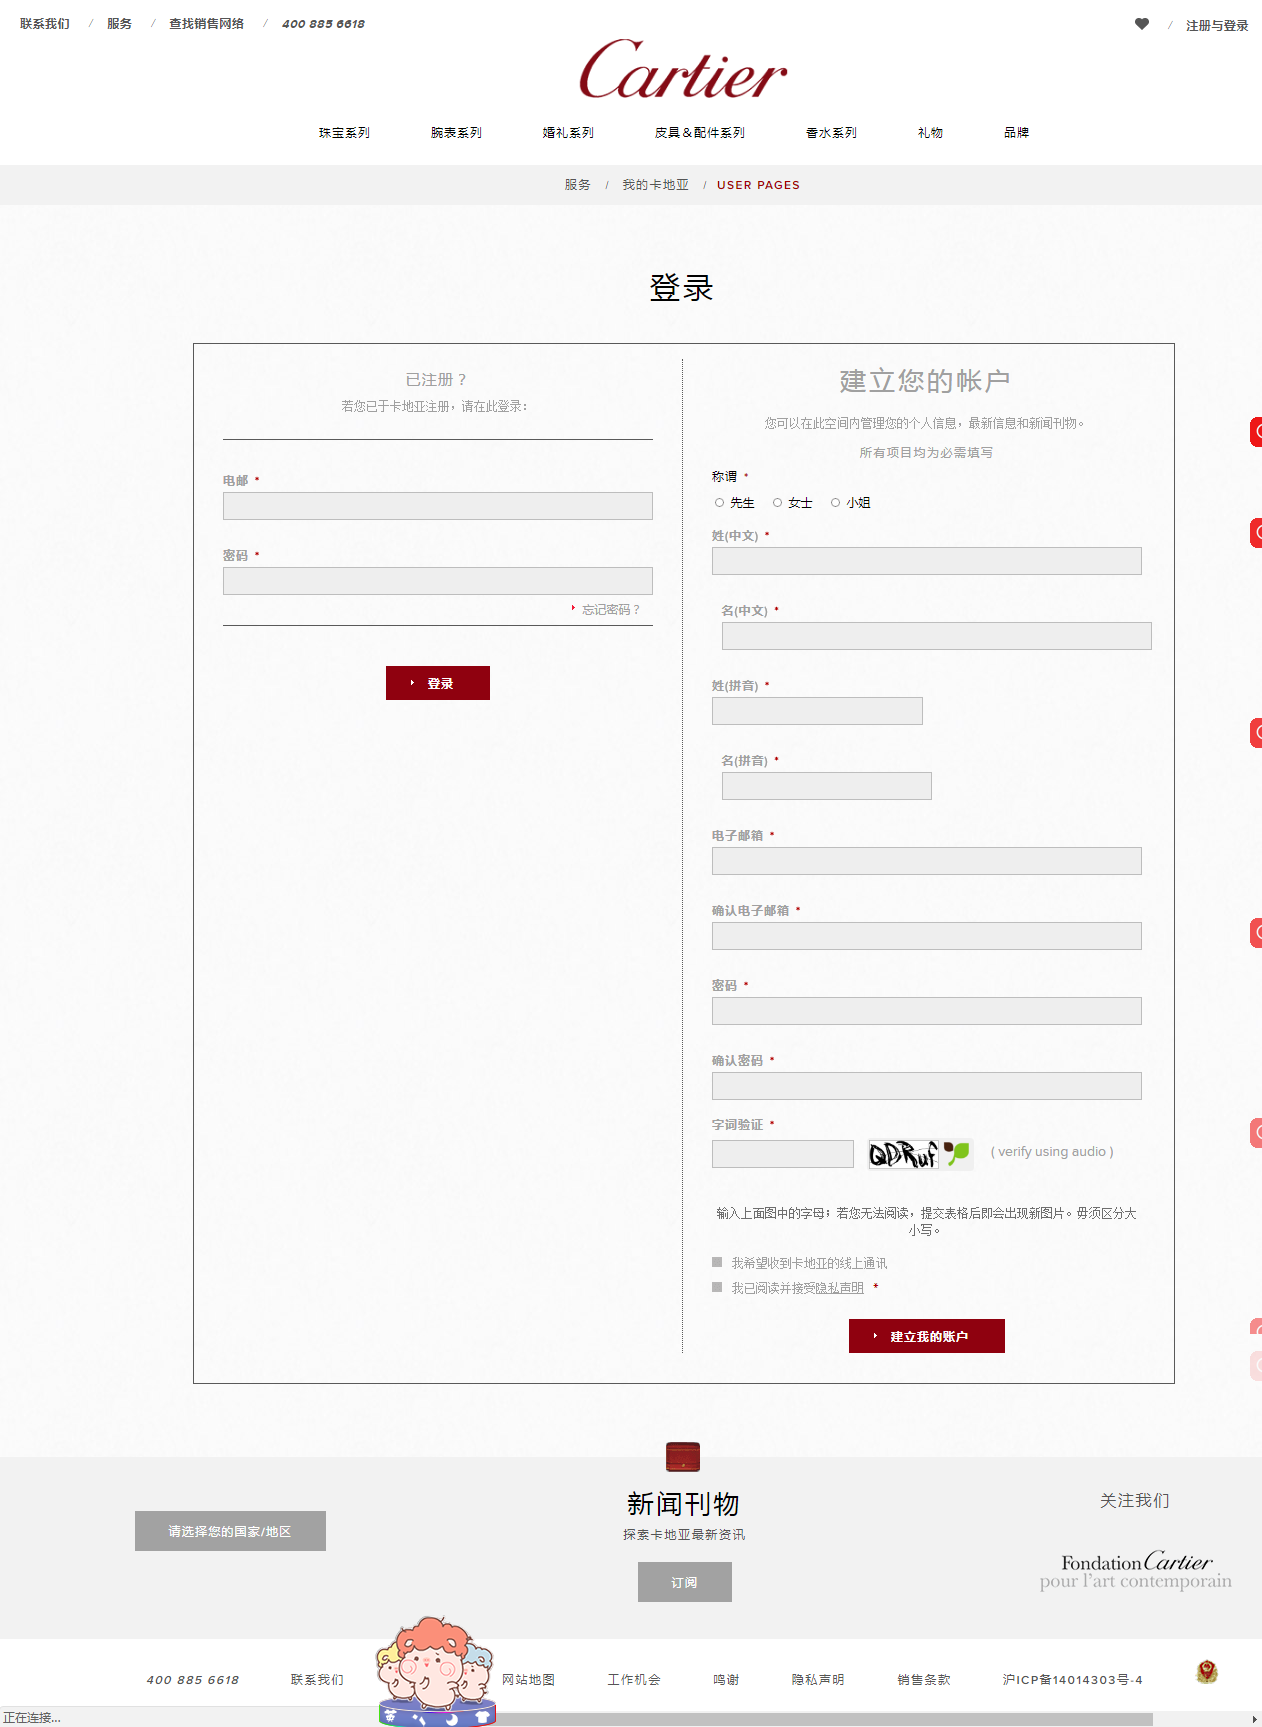 联系我们 / 服务 / 查找销售网络 / 400 885 6618
/ 注册与登录
Cartier
珠宝系列 腕表系列 婚礼系列 皮具&配件系列 香水系列 礼物 品牌
服务 / 我的卡地亚 / USER PAGES
登录
已注册？
若您已于卡地亚注册，请在此登录：
电邮 *
密码 *
忘记密码？
登录
建立您的帐户
您可以在此空间内管理您的个人信息，最新信息和新闻刊物。
所有项目均为必需填写
称谓 *
先生 女士 小姐
姓(中文) *
名(中文) *
姓(拼音) *
名(拼音) *
电子邮箱 *
确认电子邮箱 *
密码 *
确认密码 *
字词验证 *
QDRuf ( verify using audio )
输入上面图中的字母；若您无法阅读，提交表格后即会出现新图片。毋须区分大
小写。
我希望收到卡地亚的线上通讯
我已阅读并接受隐私声明 *
建立我的账户
请选择您的国家/地区
新闻刊物
探索卡地亚最新资讯
订阅
关注我们
Fondation Cartier
pour l'art contemporain
400 885 6618 联系我们 网站地图 工作机会 鸣谢 隐私声明 销售条款 沪ICP备14014303号-4
正在连接...